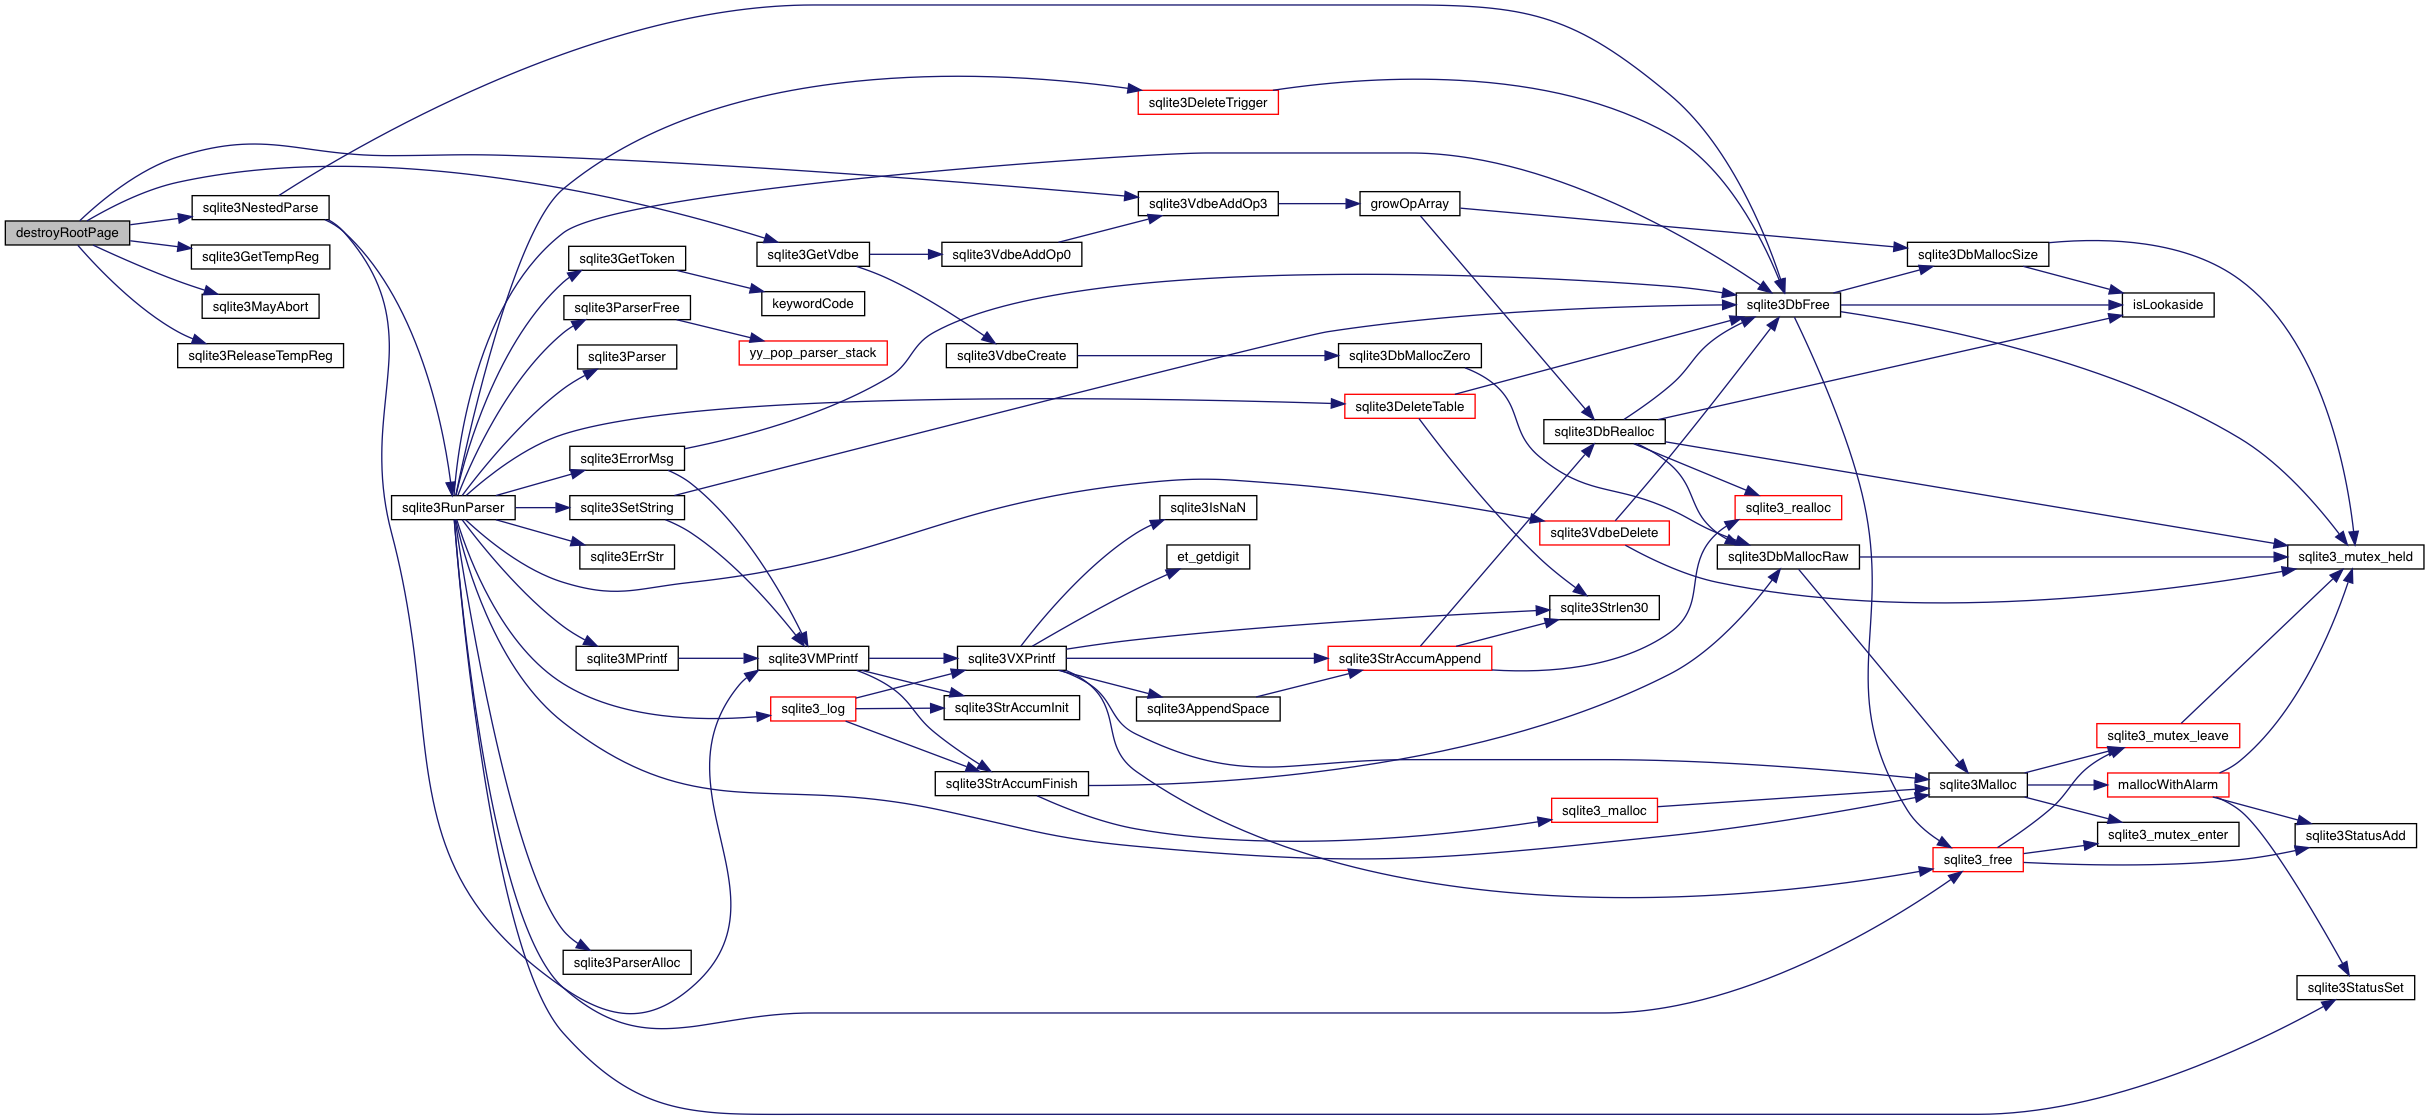 destroyRootPage
sqlite3NestedParse
sqlite3GetTempReg
sqlite3MayAbort
sqlite3ReleaseTempReg
sqlite3RunParser
sqlite3GetToken
sqlite3ParserFree
sqlite3Parser
sqlite3ErrorMsg
sqlite3SetString
sqlite3ErrStr
sqlite3MPrintf
sqlite3ParserAlloc
sqlite3GetVdbe
keywordCode
yy_pop_parser_stack
sqlite3VMPrintf
sqlite3_log
sqlite3VdbeAddOp0
sqlite3VdbeCreate
sqlite3VXPrintf
sqlite3StrAccumInit
sqlite3StrAccumFinish
sqlite3DeleteTrigger
sqlite3VdbeAddOp3
sqlite3IsNaN
et_getdigit
sqlite3AppendSpace
growOpArray
sqlite3DbMallocZero
sqlite3DeleteTable
sqlite3StrAccumAppend
sqlite3DbRealloc
sqlite3VdbeDelete
sqlite3Strlen30
sqlite3_malloc
sqlite3DbFree
sqlite3_realloc
sqlite3DbMallocRaw
sqlite3DbMallocSize
sqlite3Malloc
sqlite3_free
isLookaside
sqlite3_mutex_leave
mallocWithAlarm
sqlite3_mutex_enter
sqlite3_mutex_held
sqlite3StatusAdd
sqlite3StatusSet